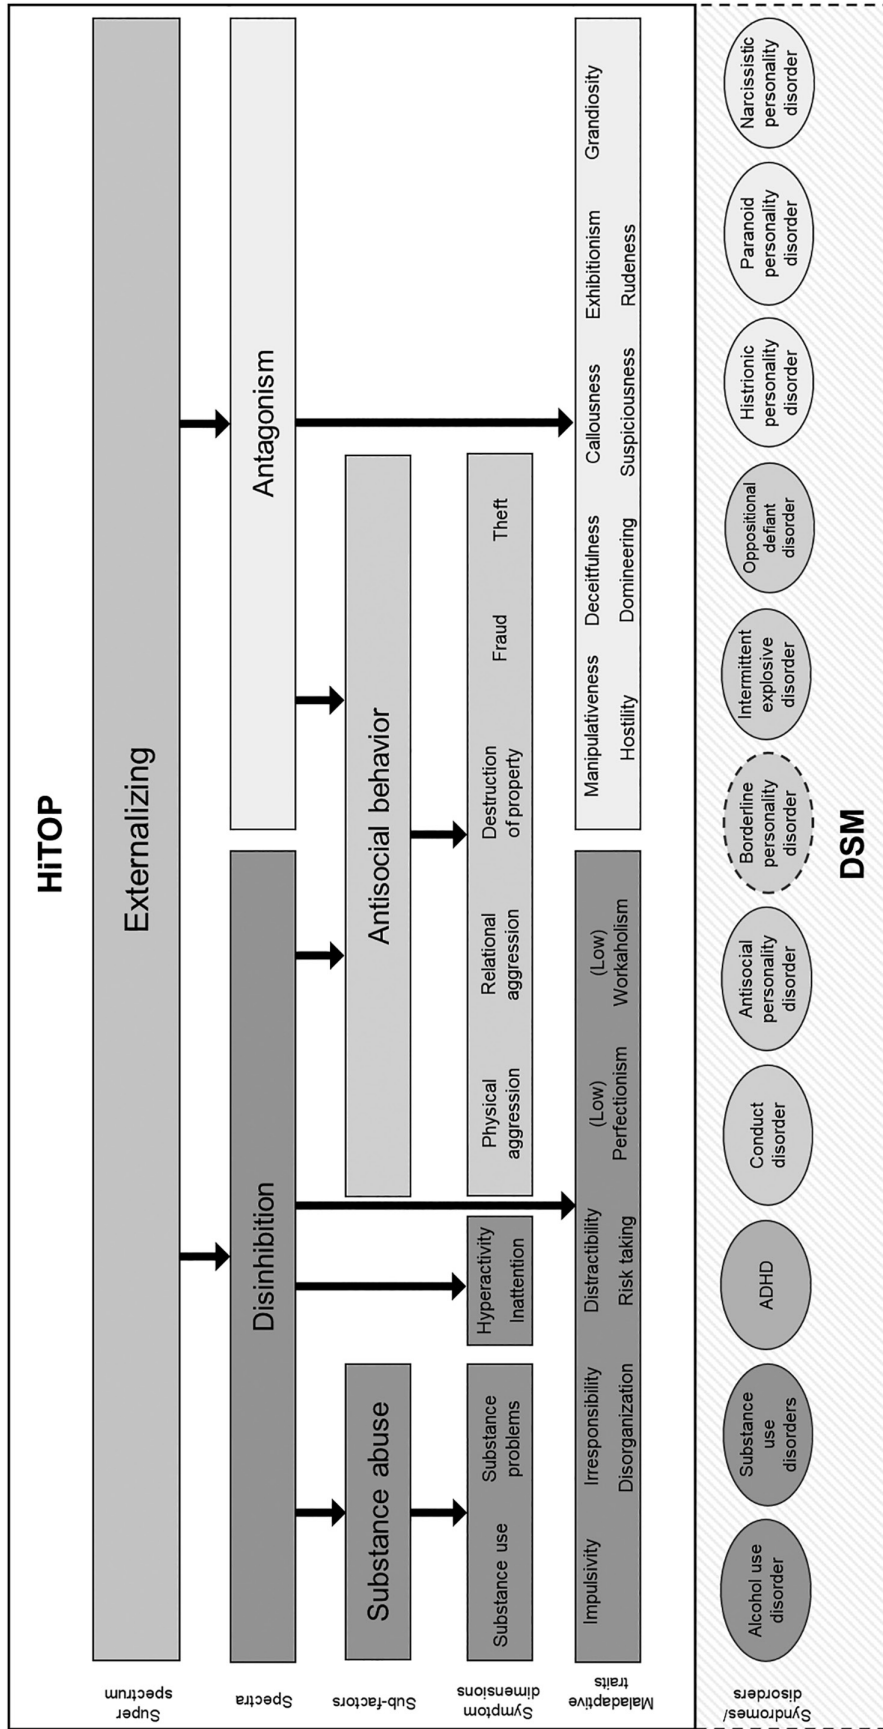 HiTOP
Super
spectrum
Externalizing
Spectra
Disinhibition
Antagonism
Sub-factors
Substance abuse
Antisocial behavior
Symptom
dimensions
Substance use
Substance
problems
Hyperactivity
Inattention
Physical
aggression
Relational
aggression
Destruction
of property
Fraud
Theft
Maladaptive
traits
Impulsivity
Irresponsibility
Distractibility
(Low)
Perfectionism
(Low)
Workaholism
Disorganization
Risk taking
Manipulativeness
Deceitfulness
Callousness
Exhibitionism
Grandiosity
Hostility
Domineering
Suspiciousness
Rudeness
Syndromes/
disorders
Alcohol use
disorder
Substance
use
disorders
ADHD
Conduct
disorder
Antisocial
personality
disorder
Borderline
personality
disorder
Intermittent
explosive
disorder
Oppositional
defiant
disorder
Histrionic
personality
disorder
Paranoid
personality
disorder
Narcissistic
personality
disorder
DSM